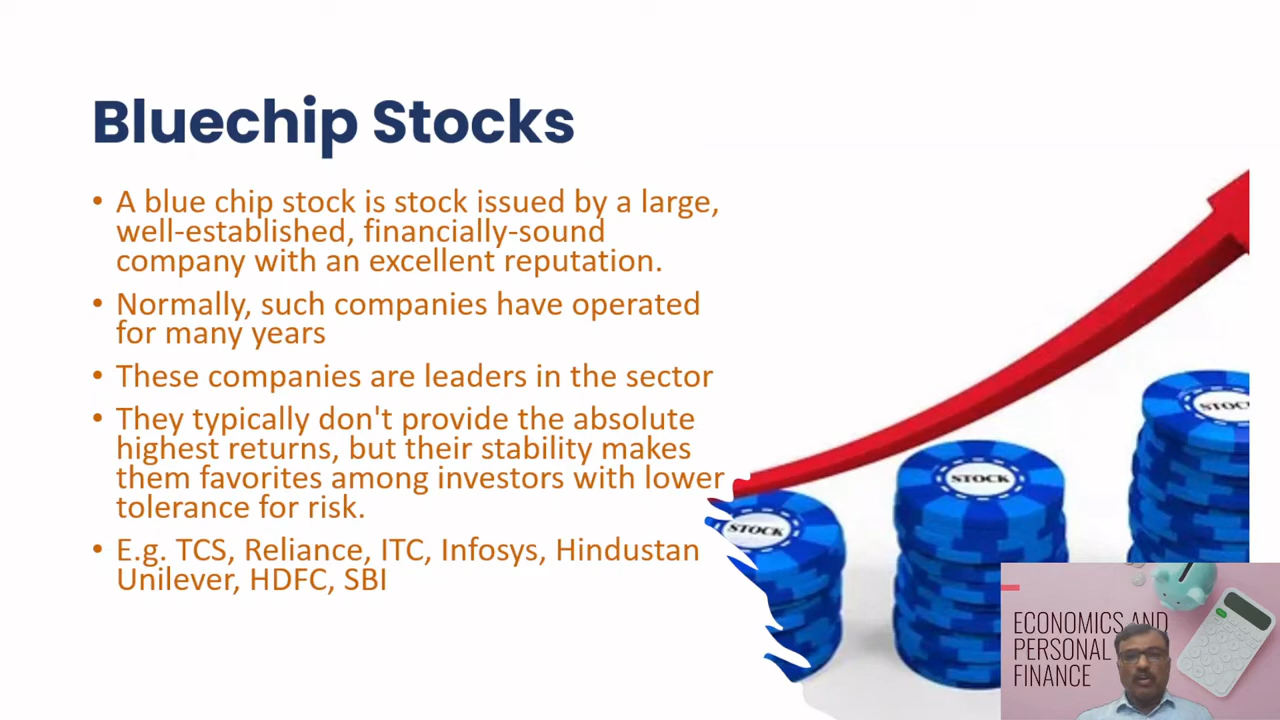 Bluechip Stocks
• A blue chip stock is stock issued by a large,
well-established, financially-sound
company with an excellent reputation.
• Normally, such companies have operated
for many years
• These companies are leaders in the sector
• They typically don't provide the absolute
highest returns, but their stability makes
them favorites among investors with lower
tolerance for risk.
• E.g. TCS, Reliance, ITC, Infosys, Hindustan
Unilever, HDFC, SBI
STOCK
STOCK
STOCK
ECONOMICS AND
PERSONAL
FINANCE